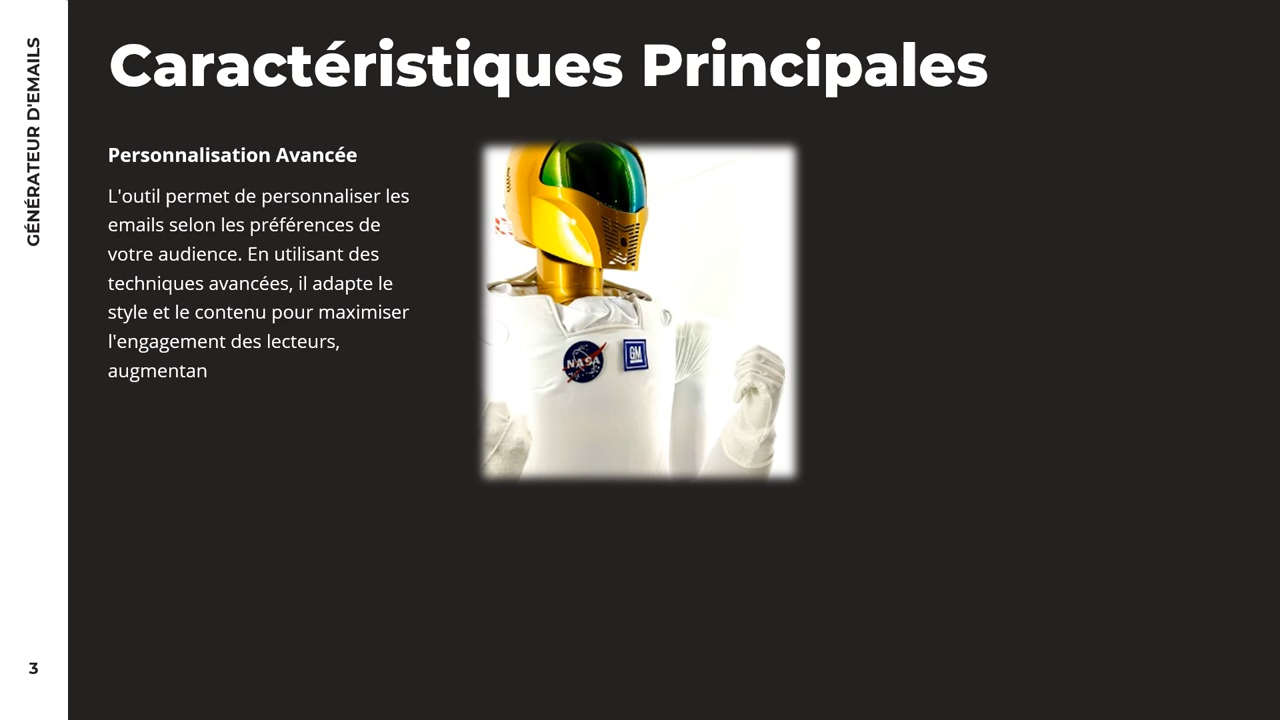 GÉNÉRATEUR D'EMAILS
Caractéristiques Principales
Personnalisation Avancée
L'outil permet de personnaliser les
emails selon les préférences de
votre audience. En utilisant des
techniques avancées, il adapte le
style et le contenu pour maximiser
l'engagement des lecteurs,
augmentan
NASA
GM
3